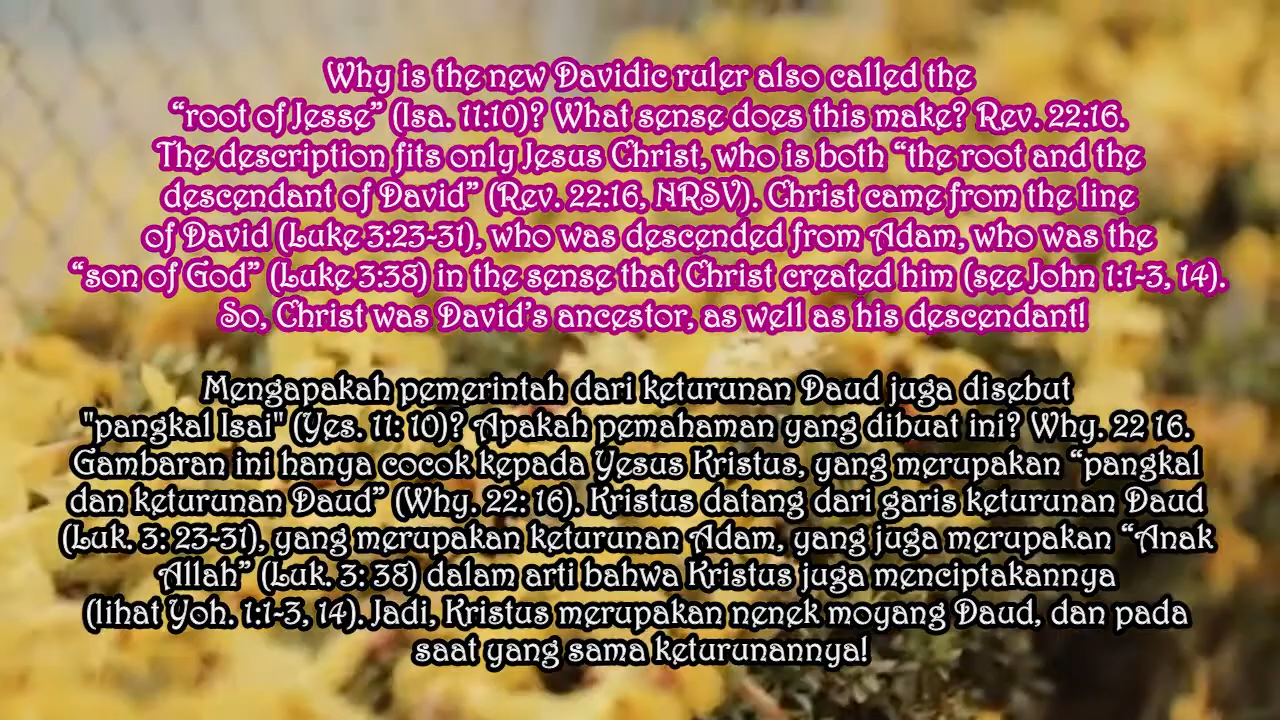 Why is the new Davidic ruler also called the
“root of Jesse” (Isa. 11:10)? What sense does this make? Rev. 22:16.
The description fits only Jesus Christ, who is both “the root and the
descendant of David” (Rev. 22:16, NRSV). Christ came from the line
of David (Luke 3:23-31), who was descended from Adam, who was the
“son of God” (Luke 3:38) in the sense that Christ created him (see John 1:1-3, 14).
So, Christ was David’s ancestor, as well as his descendant!
Mengapakah pemerintah dari keturunan Daud juga disebut
"pangkal Isai" (Yes. 11: 10)? Apakah pemahaman yang dibuat ini? Why. 22 16.
Gambaran ini hanya cocok kepada Yesus Kristus, yang merupakan “pangkal
dan keturunan Daud” (Why. 22: 16). Kristus datang dari garis keturunan Daud
(Luk. 3: 23-31), yang merupakan keturunan Adam, yang juga merupakan “Anak
Allah” (Luk. 3: 38) dalam arti bahwa Kristus juga menciptakannya
(lihat Yoh. 1:1-3, 14). Jadi, Kristus merupakan nenek moyang Daud, dan pada
saat yang sama keturunannya!